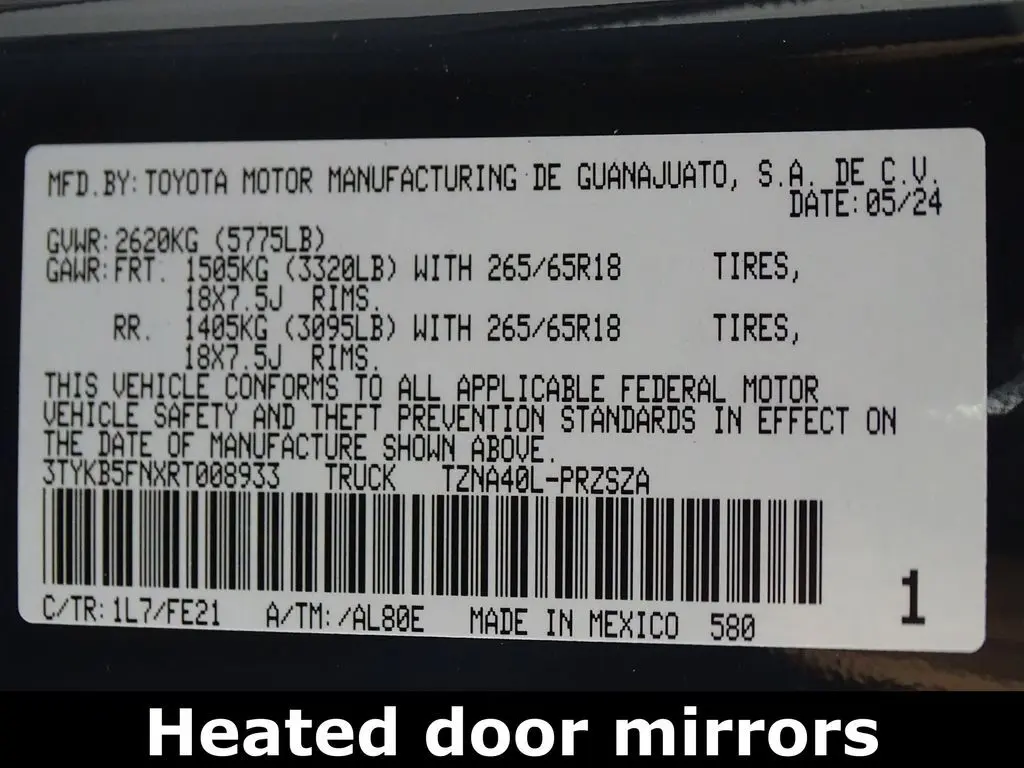 MFD.BY: TOYOTA MOTOR MANUFACTURING DE GUANAJUATO, S.A. DE C.V.
DATE: 05/24
GVWR: 2620KG (5775LB)
GAWR: FRT. 1505KG (3320LB) WITH 265/65R18 TIRES,
18X7.5J RIMS.
RR. 1405KG (3095LB) WITH 265/65R18 TIRES,
18X7.5J RIMS.
THIS VEHICLE CONFORMS TO ALL APPLICABLE FEDERAL MOTOR
VEHICLE SAFETY AND THEFT PREVENTION STANDARDS IN EFFECT ON
THE DATE OF MANUFACTURE SHOWN ABOVE.
3TYKB5FNXRT008933 TRUCK TZNA40L-PRZSZA
C/TR: 1L7/FE21 A/TM: /AL80E MADE IN MEXICO 580
1
Heated door mirrors